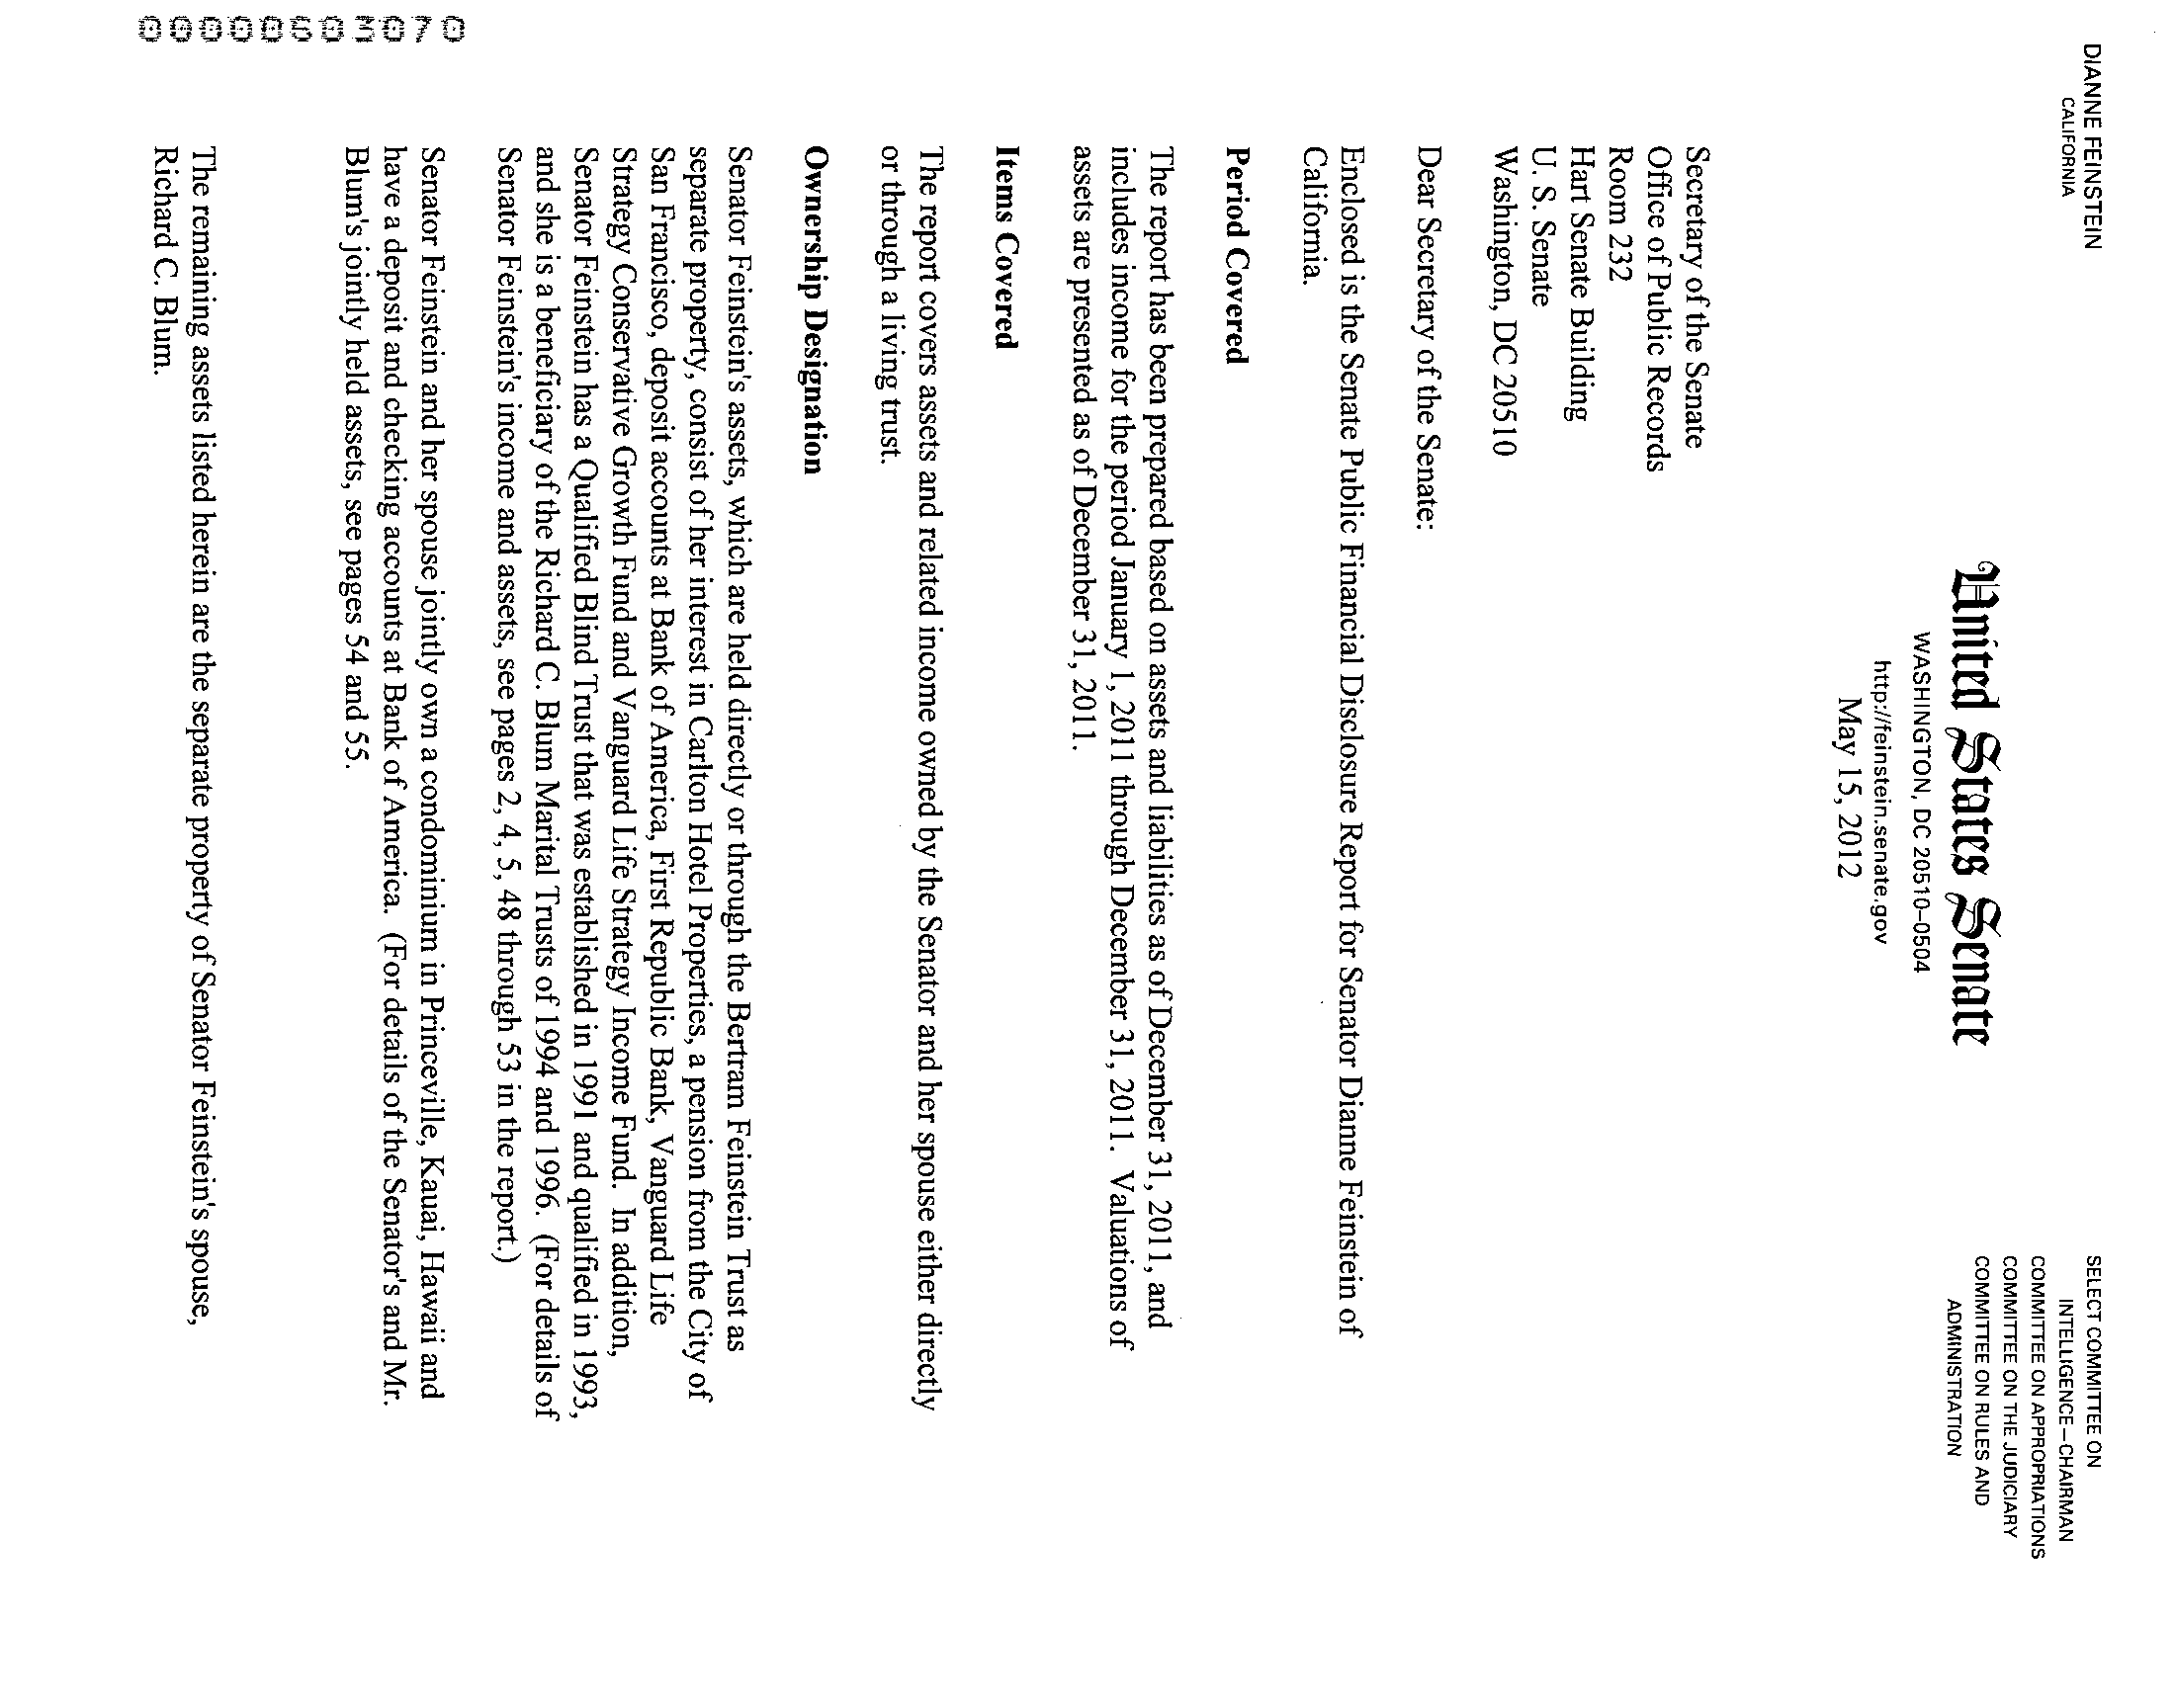 DIANNE FEINSTEIN
CALIFORNIA
SELECT COMMITTEE ON
INTELLIGENCE – CHAIRMAN
COMMITTEE ON APPROPRIATIONS
COMMITTEE ON THE JUDICIARY
COMMITTEE ON RULES AND
ADMINISTRATION
United States Senate
WASHINGTON, DC 20510–0504
http://feinstein.senate.gov
May 15, 2012
Secretary of the Senate
Office of Public Records
Room 232
Hart Senate Building
U. S. Senate
Washington, DC 20510
Dear Secretary of the Senate:
Enclosed is the Senate Public Financial Disclosure Report for Senator Dianne Feinstein of
California.
Period Covered
The report has been prepared based on assets and liabilities as of December 31, 2011, and
includes income for the period January 1, 2011 through December 31, 2011. Valuations of
assets are presented as of December 31, 2011.
Items Covered
The report covers assets and related income owned by the Senator and her spouse either directly
or through a living trust.
Ownership Designation
Senator Feinstein's assets, which are held directly or through the Bertram Feinstein Trust as
separate property, consist of her interest in Carlton Hotel Properties, a pension from the City of
San Francisco, deposit accounts at Bank of America, First Republic Bank, Vanguard Life
Strategy Conservative Growth Fund and Vanguard Life Strategy Income Fund. In addition,
Senator Feinstein has a Qualified Blind Trust that was established in 1991 and qualified in 1993,
and she is a beneficiary of the Richard C. Blum Marital Trusts of 1994 and 1996. (For details of
Senator Feinstein's income and assets, see pages 2, 4, 5, 48 through 53 in the report.)
Senator Feinstein and her spouse jointly own a condominium in Princeville, Kauai, Hawaii and
have a deposit and checking accounts at Bank of America. (For details of the Senator's and Mr.
Blum's jointly held assets, see pages 54 and 55.
The remaining assets listed herein are the separate property of Senator Feinstein's spouse,
Richard C. Blum.
00000503070